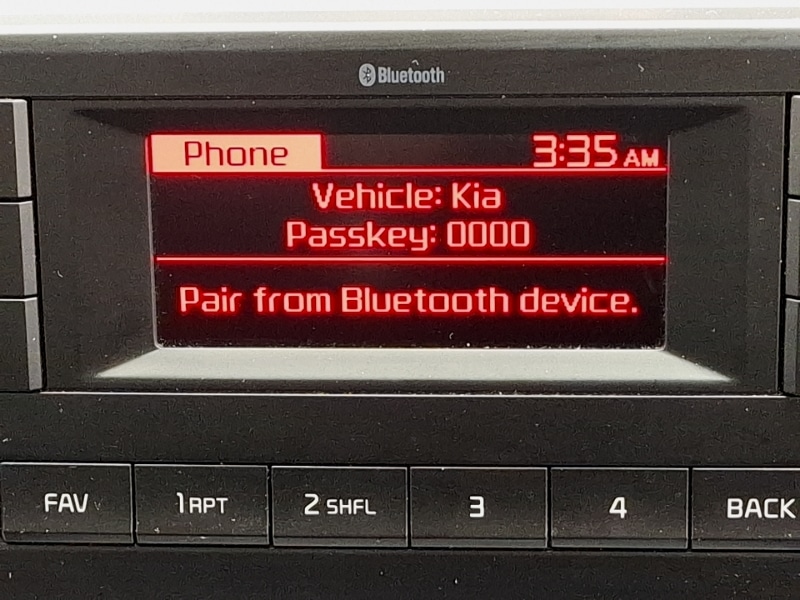 Bluetooth
Phone 3:35 AM
Vehicle: Kia
Passkey: 0000
Pair from Bluetooth device.
FAV 1 RPT 2 SHFL 3 4 BACK